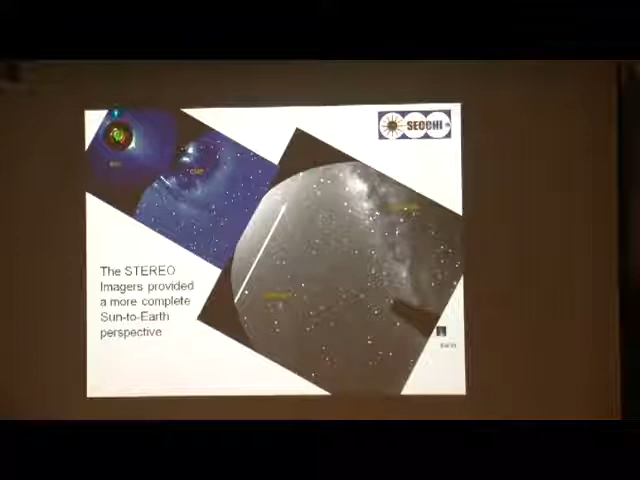 SECCHI
The STEREO
Imagers provided
a more complete
Sun-to-Earth
perspective